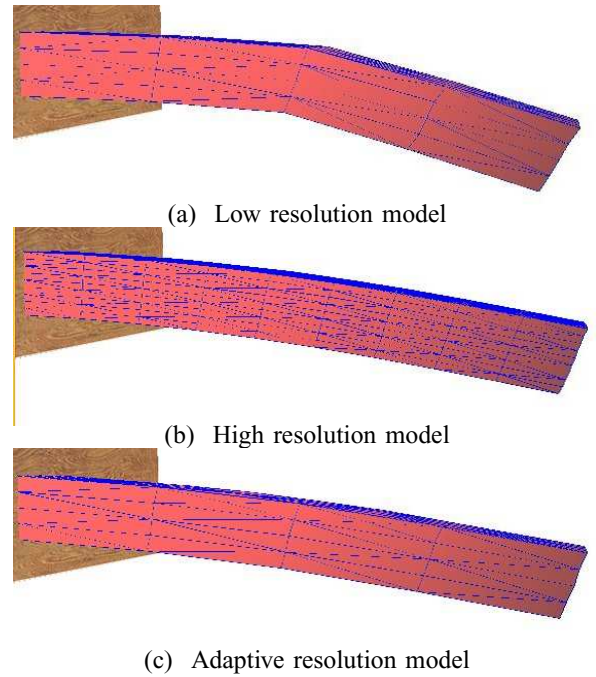 (a) Low resolution model
(b) High resolution model
(c) Adaptive resolution model